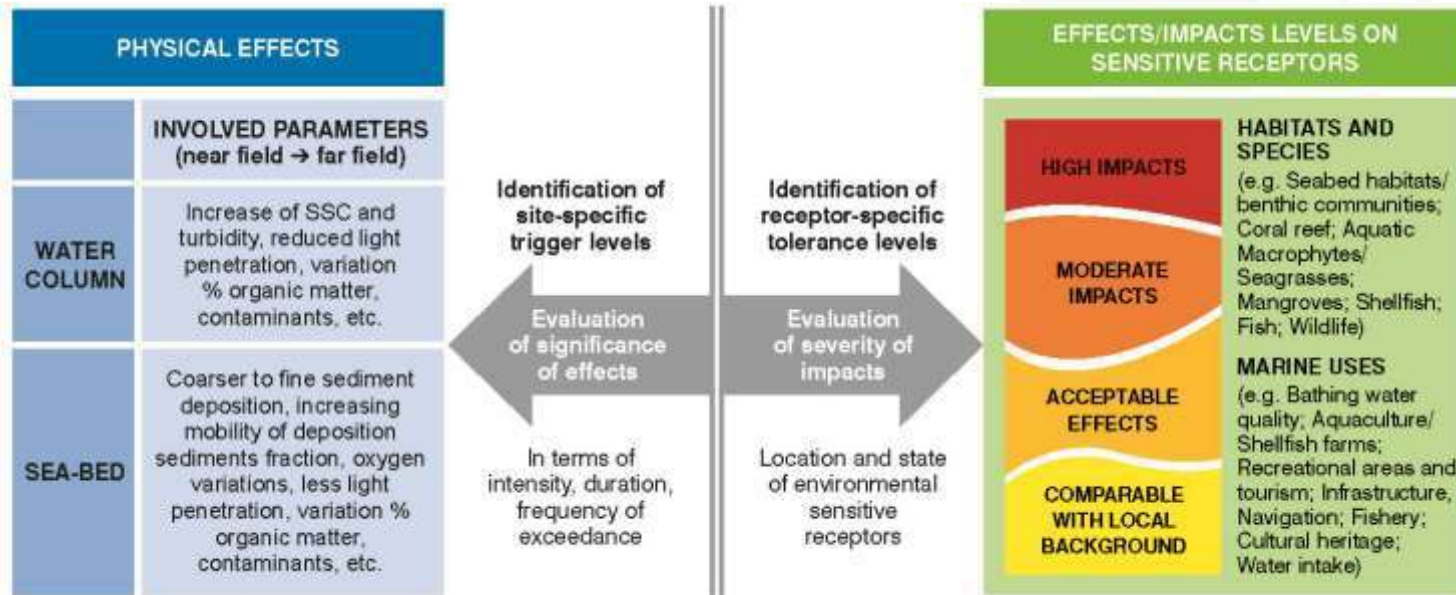 PHYSICAL EFFECTS
INVOLVED PARAMETERS
(near field → far field)
WATER
COLUMN
Increase of SSC and
turbidity, reduced light
penetration, variation
% organic matter,
contaminants, etc.
SEA-BED
Coarser to fine sediment
deposition, increasing
mobility of deposition
sediments fraction, oxygen
variations, less light
penetration, variation %
organic matter,
contaminants, etc.
Identification of
site-specific
trigger levels
Evaluation
of significance
of effects
In terms of
intensity, duration,
frequency of
exceedance
Identification of
receptor-specific
tolerance levels
Evaluation
of severity of
impacts
Location and state
of environmental
sensitive
receptors
EFFECTS/IMPACTS LEVELS ON
SENSITIVE RECEPTORS
HIGH IMPACTS
MODERATE
IMPACTS
ACCEPTABLE
EFFECTS
COMPARABLE
WITH LOCAL
BACKGROUND
HABITATS AND
SPECIES
(e.g. Seabed habitats/
benthic communities;
Coral reef; Aquatic
Macrophytes/
Seagrasses;
Mangroves; Shellfish;
Fish; Wildlife)
MARINE USES
(e.g. Bathing water
quality; Aquaculture/
Shellfish farms;
Recreational areas and
tourism; Infrastructure,
Navigation; Fishery;
Cultural heritage;
Water intake)